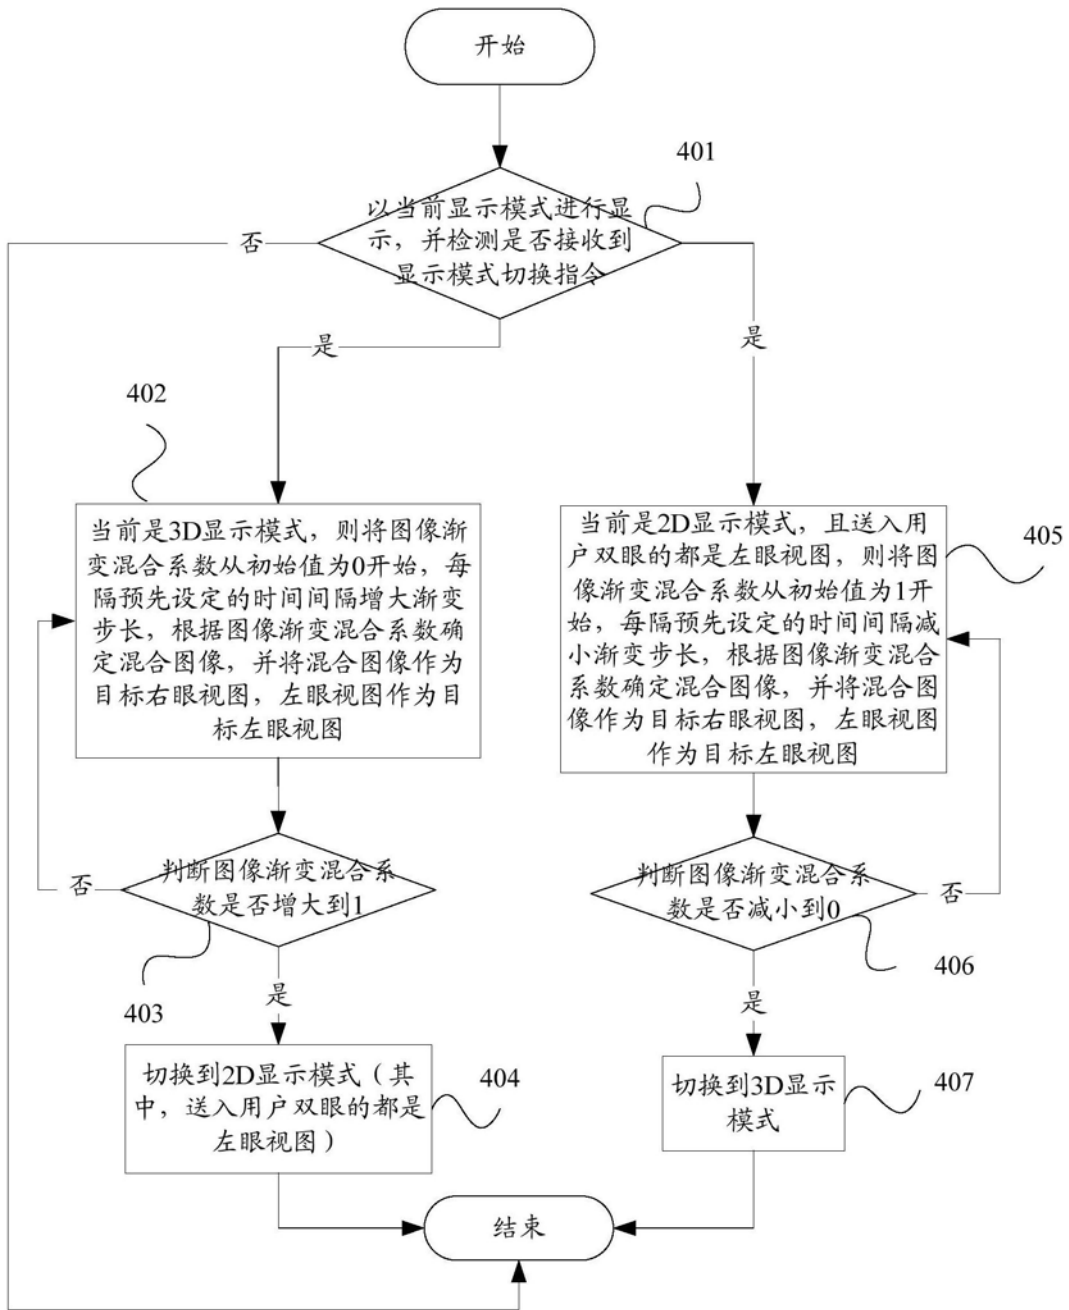 开始
401
以当前显示模式进行显
示，并检测是否接收到
显示模式切换指令
否
是
是
402
当前是3D显示模式，则将图像渐
变混合系数从初始值为0开始，每
隔预先设定的时间间隔增大渐变
步长，根据图像渐变混合系数确
定混合图像，并将混合图像作为
目标右眼视图，左眼视图作为目
标左眼视图
405
当前是2D显示模式，且送入用
户双眼的都是左眼视图，则将图
像渐变混合系数从初始值为1开
始，每隔预先设定的时间间隔减
小渐变步长，根据图像渐变混合
系数确定混合图像，并将混合图
像作为目标右眼视图，左眼视图
作为目标左眼视图
判断图像渐变混合系
数是否增大到1
否
403
是
判断图像渐变混合系
数是否减小到0
否
406
是
切换到2D显示模式（其
中，送入用户双眼的都是
左眼视图）
404
切换到3D显示
模式
407
结束